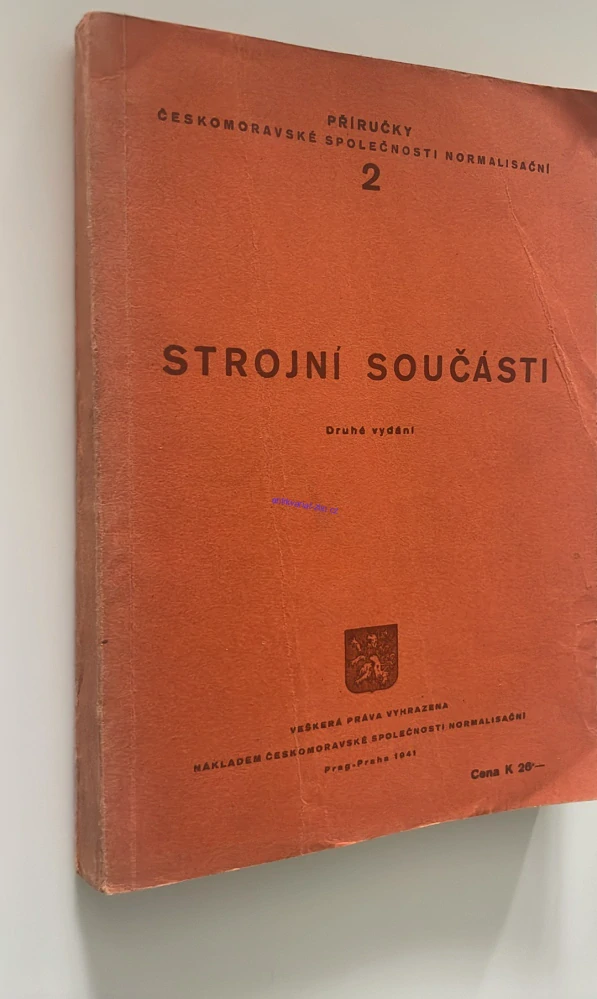 PŘÍRUČKY
ČESKOMORAVSKÉ SPOLEČNOSTI NORMALISAČNÍ
2
STROJNÍ SOUČÁSTI
Druhé vydání
VEŠKERÁ PRÁVA VYHRAZENA
NÁKLADEM ČESKOMORAVSKÉ SPOLEČNOSTI NORMALISAČNÍ
Prag-Praha 1941
Cena K 26·—